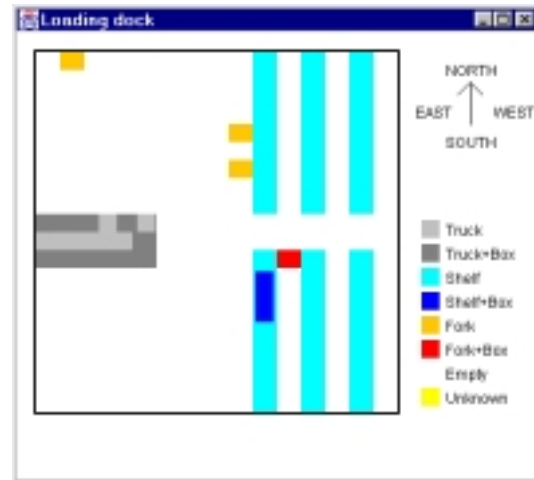 Loading dock
NORTH
EAST WEST
SOUTH
Truck
Truck+Box
Shelf
Shelf+Box
Fork
Fork+Box
Empty
Unknown